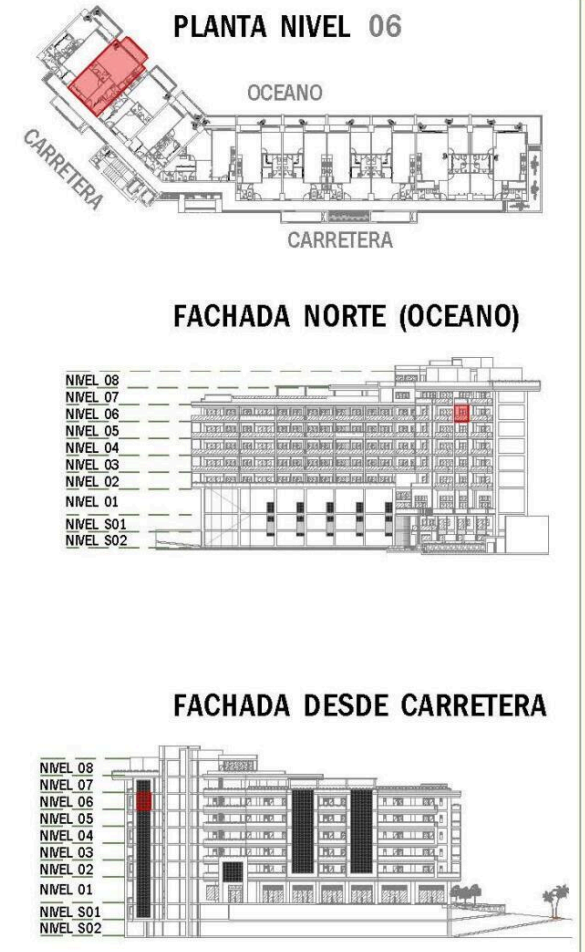 PLANTA NIVEL 06
OCEANO
CARRETERA
CARRETERA
FACHADA NORTE (OCEANO)
NIVEL 08
NIVEL 07
NIVEL 06
NIVEL 05
NIVEL 04
NIVEL 03
NIVEL 02
NIVEL 01
NIVEL S01
NIVEL S02
FACHADA DESDE CARRETERA
NIVEL 08
NIVEL 07
NIVEL 06
NIVEL 05
NIVEL 04
NIVEL 03
NIVEL 02
NIVEL 01
NIVEL S01
NIVEL S02